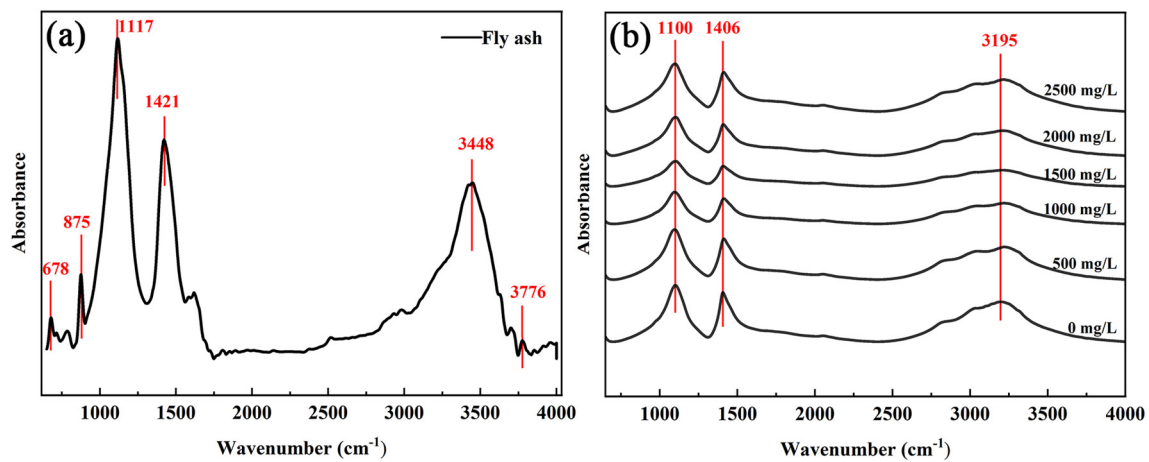 (a)
1117
Fly ash
1421
3448
875
678
3776
Absorbance
1000 1500 2000 2500 3000 3500 4000
Wavenumber (cm⁻¹)
(b)
1100 1406
3195
2500 mg/L
2000 mg/L
1500 mg/L
1000 mg/L
500 mg/L
0 mg/L
Absorbance
1000 1500 2000 2500 3000 3500 4000
Wavenumber (cm⁻¹)